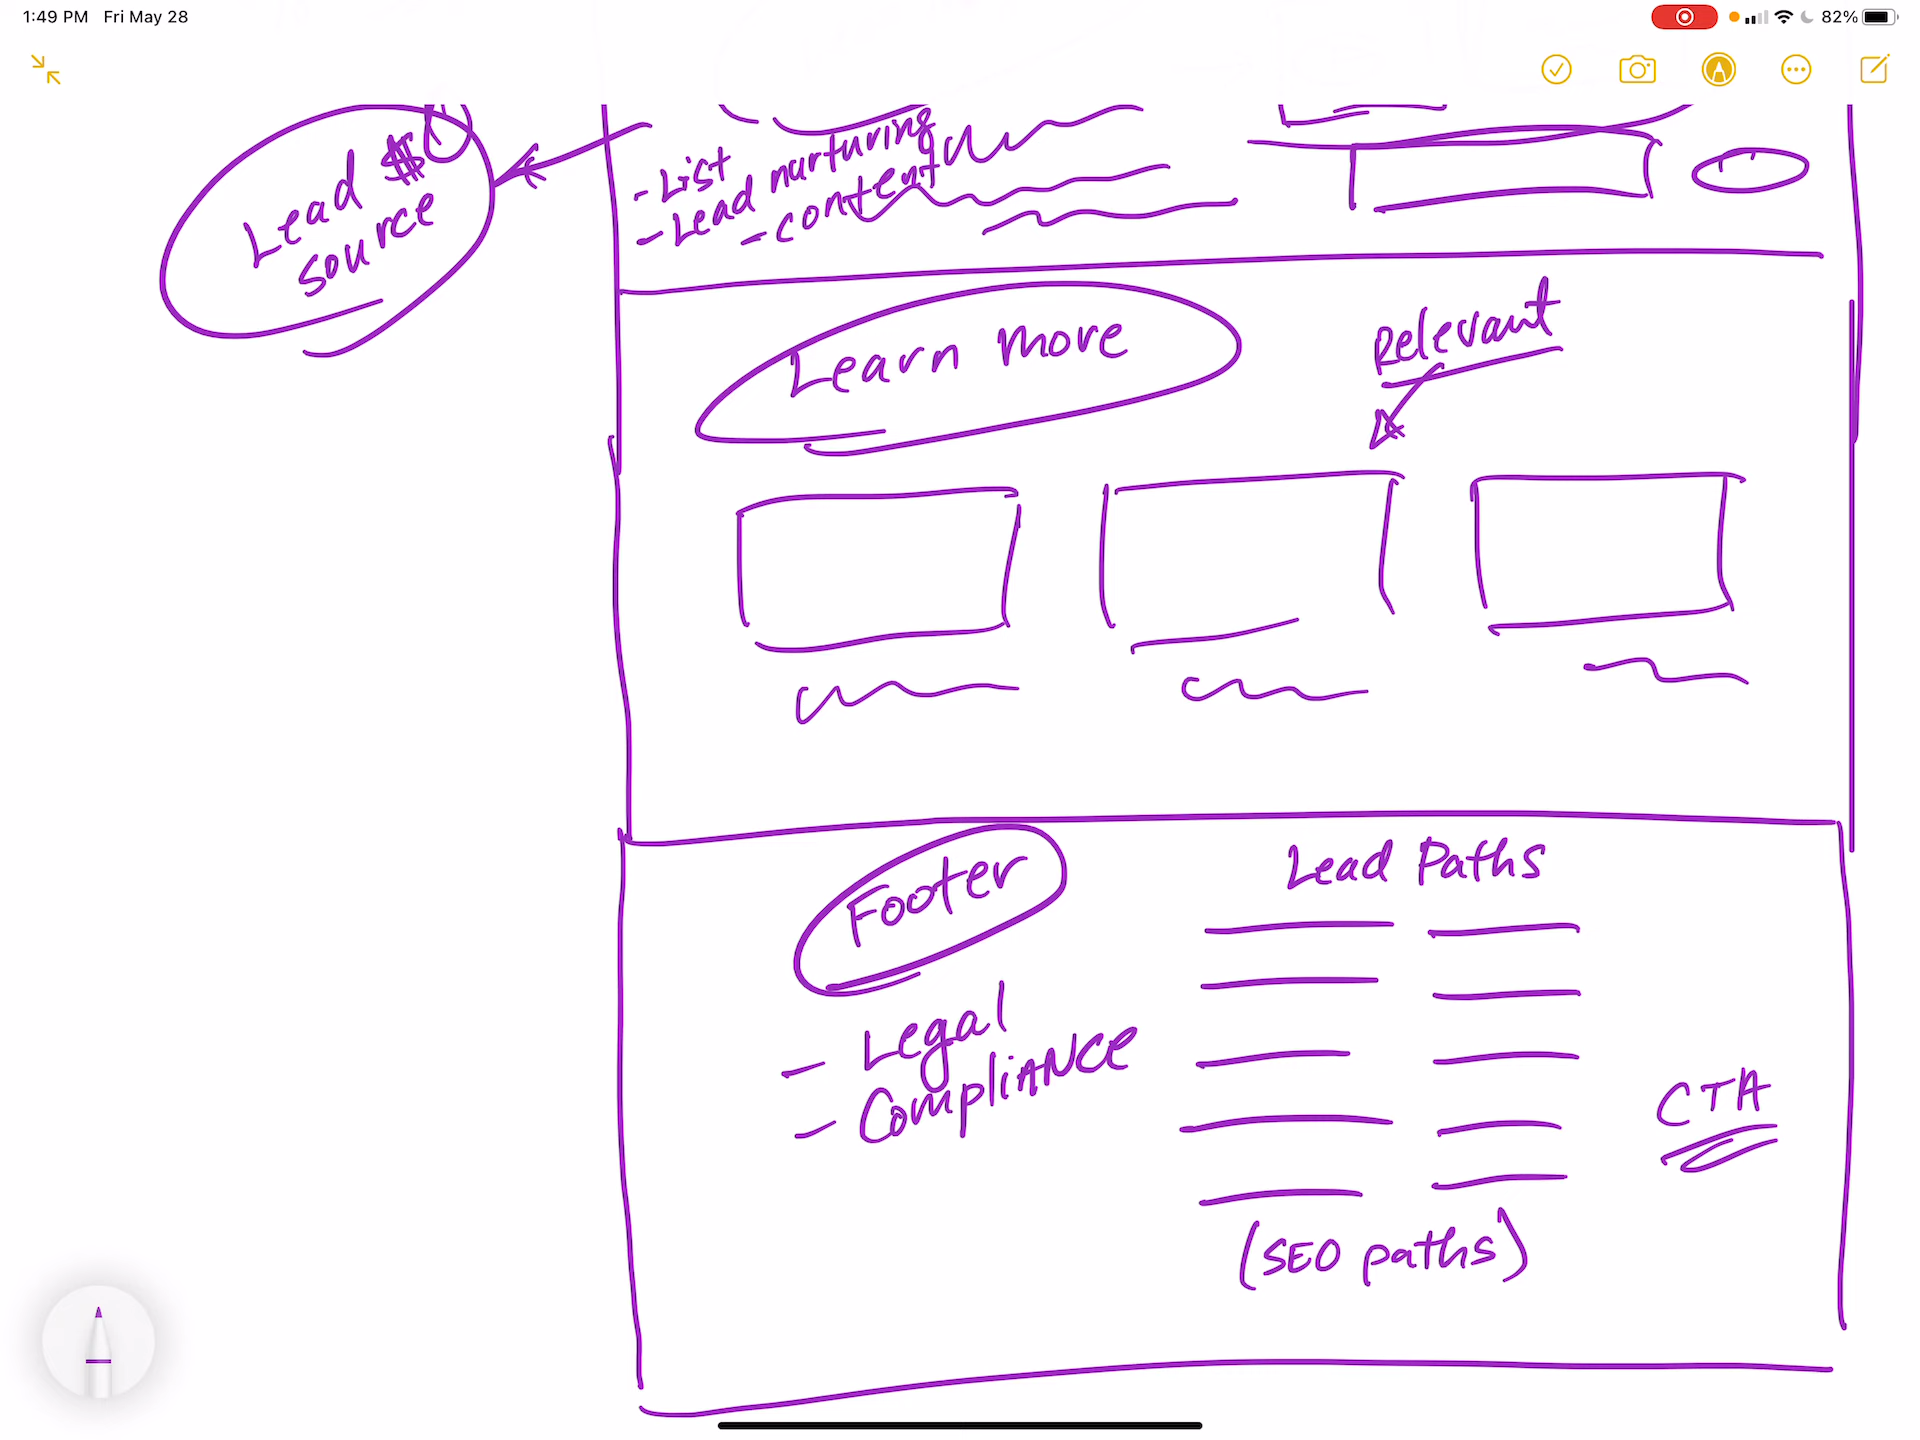 1:49 PM Fri May 28
82%
Lead $
source
- List
- Lead nurturing
- content
Learn more
Relevant
Footer
- Legal
- CompliANCe
Lead Paths
CTA
(SEO paths)